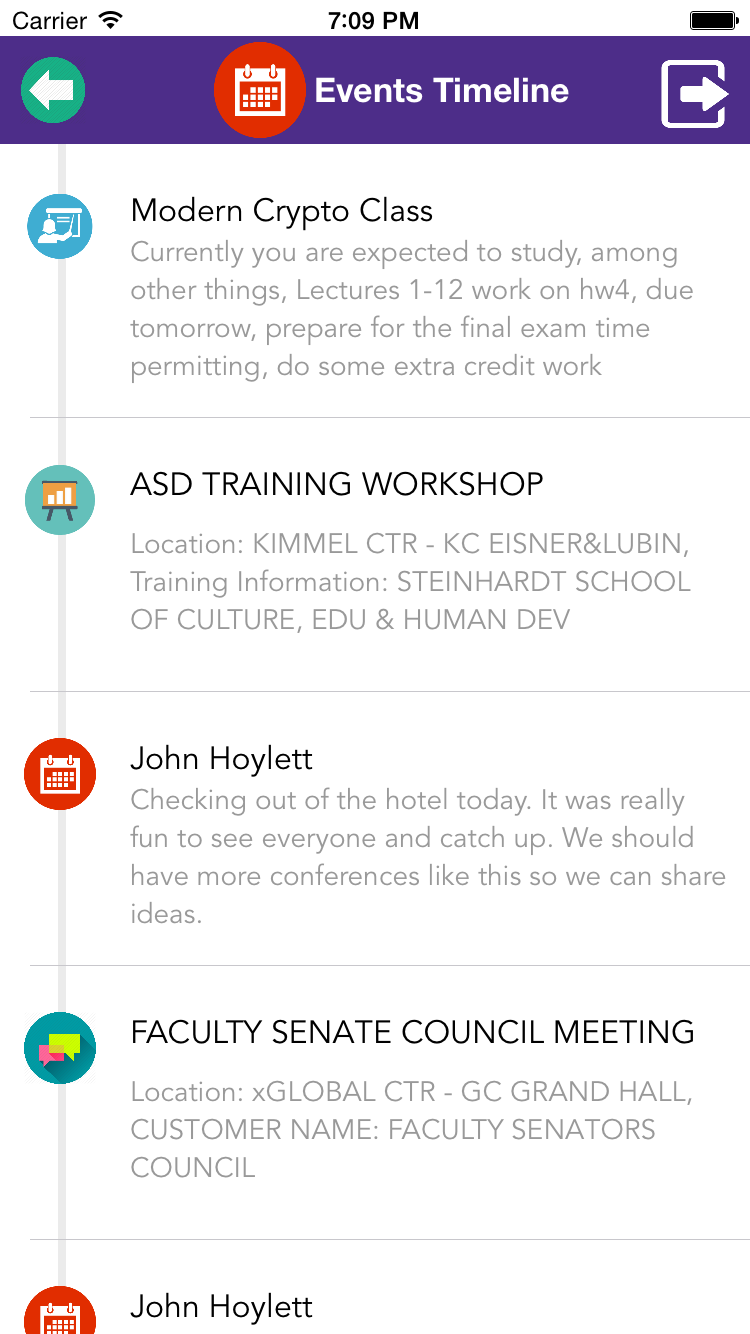 Carrier 7:09 PM
Events Timeline
Modern Crypto Class
Currently you are expected to study, among
other things, Lectures 1-12 work on hw4, due
tomorrow, prepare for the final exam time
permitting, do some extra credit work
ASD TRAINING WORKSHOP
Location: KIMMEL CTR - KC EISNER&LUBIN,
Training Information: STEINHARDT SCHOOL
OF CULTURE, EDU & HUMAN DEV
John Hoylett
Checking out of the hotel today. It was really
fun to see everyone and catch up. We should
have more conferences like this so we can share
ideas.
FACULTY SENATE COUNCIL MEETING
Location: xGLOBAL CTR - GC GRAND HALL,
CUSTOMER NAME: FACULTY SENATORS
COUNCIL
John Hoylett